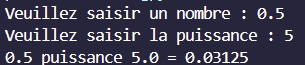 Veuillez saisir un nombre : 0.5
Veuillez saisir la puissance : 5
0.5 puissance 5.0 = 0.03125